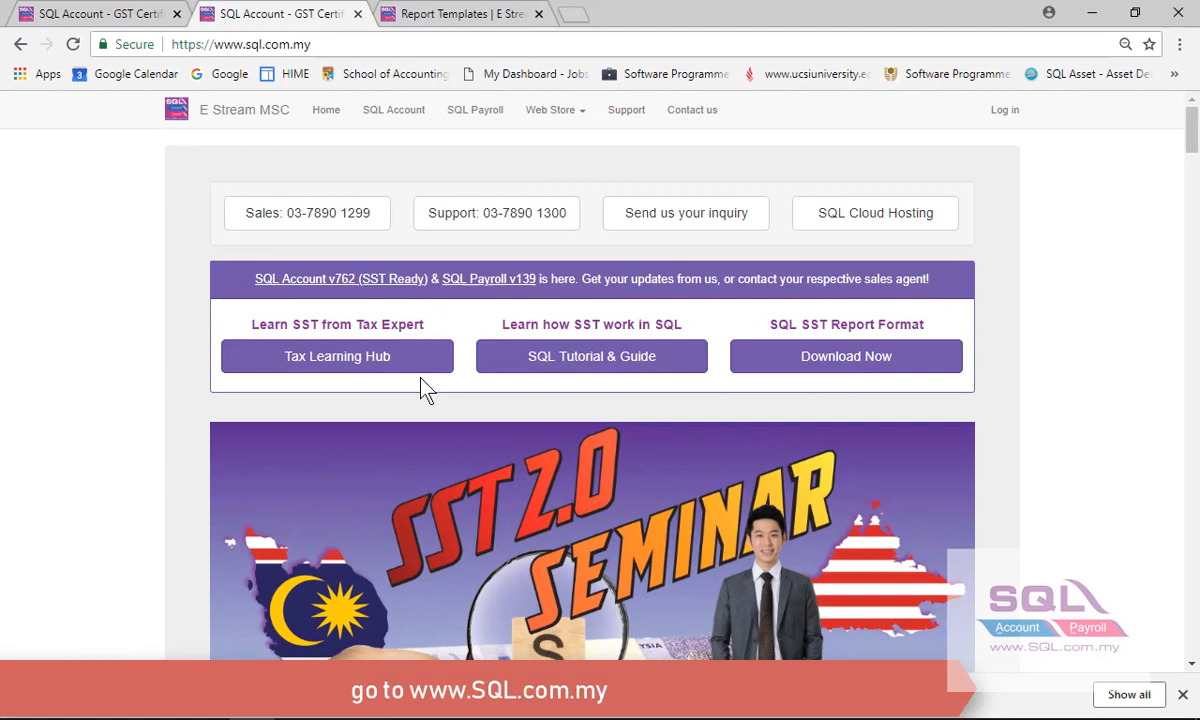 SQL Account - GST Certif
SQL Account - GST Certif
Report Templates | E Stre
Secure
https://www.sql.com.my
Apps
Google Calendar
Google
HIME
School of Accounting
My Dashboard - Jobs
Software Programme
www.ucsiuniversity.ec
Software Programme
SQL Asset - Asset De
E Stream MSC
Home
SQL Account
SQL Payroll
Web Store
Support
Contact us
Log in
Sales: 03-7890 1299
Support: 03-7890 1300
Send us your inquiry
SQL Cloud Hosting
SQL Account v762 (SST Ready) & SQL Payroll v139 is here. Get your updates from us, or contact your respective sales agent!
Learn SST from Tax Expert
Tax Learning Hub
Learn how SST work in SQL
SQL Tutorial & Guide
SQL SST Report Format
Download Now
SST 2.0
SEMINAR
S
SQL
Account
Payroll
www.SQL.com.my
go to www.SQL.com.my
Show all